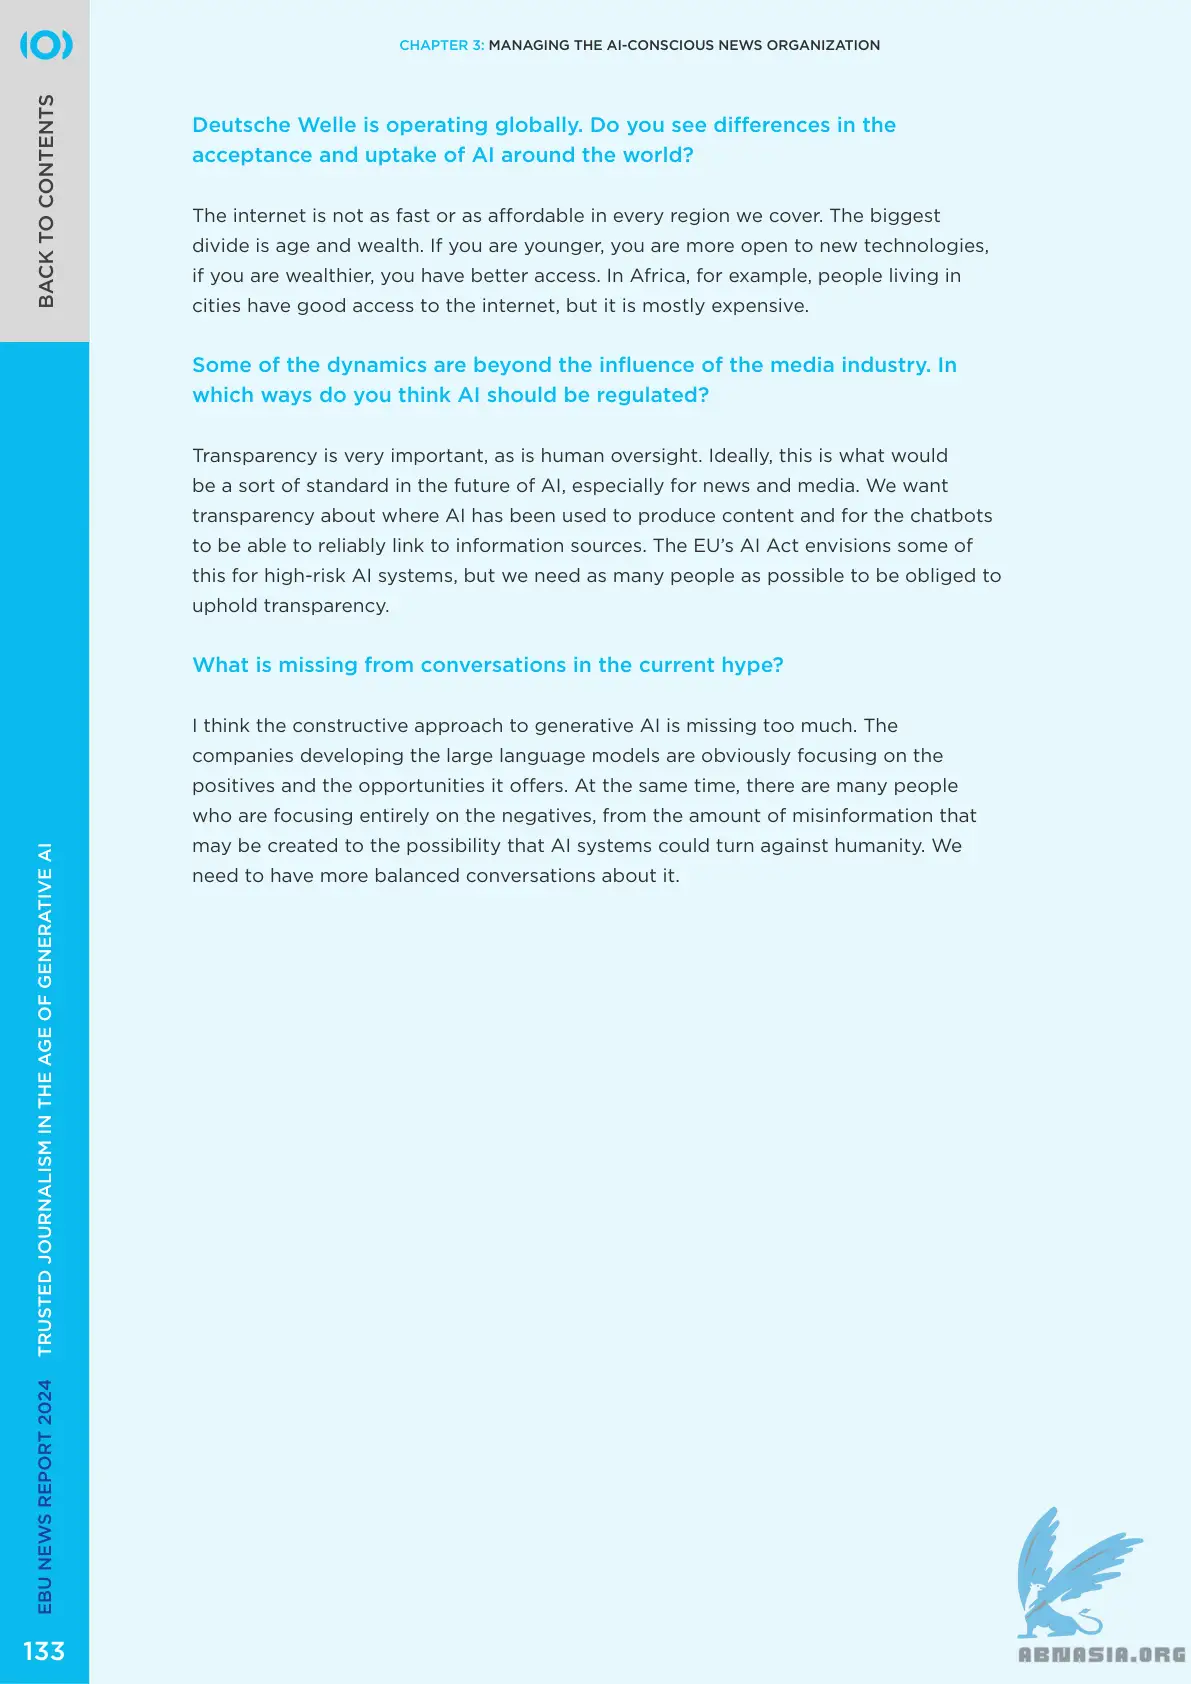 CHAPTER 3: MANAGING THE AI-CONSCIOUS NEWS ORGANIZATION
BACK TO CONTENTS
Deutsche Welle is operating globally. Do you see differences in the
acceptance and uptake of AI around the world?
The internet is not as fast or as affordable in every region we cover. The biggest
divide is age and wealth. If you are younger, you are more open to new technologies,
if you are wealthier, you have better access. In Africa, for example, people living in
cities have good access to the internet, but it is mostly expensive.
Some of the dynamics are beyond the influence of the media industry. In
which ways do you think AI should be regulated?
Transparency is very important, as is human oversight. Ideally, this is what would
be a sort of standard in the future of AI, especially for news and media. We want
transparency about where AI has been used to produce content and for the chatbots
to be able to reliably link to information sources. The EU’s AI Act envisions some of
this for high-risk AI systems, but we need as many people as possible to be obliged to
uphold transparency.
What is missing from conversations in the current hype?
I think the constructive approach to generative AI is missing too much. The
companies developing the large language models are obviously focusing on the
positives and the opportunities it offers. At the same time, there are many people
who are focusing entirely on the negatives, from the amount of misinformation that
may be created to the possibility that AI systems could turn against humanity. We
need to have more balanced conversations about it.
EBU NEWS REPORT 2024 TRUSTED JOURNALISM IN THE AGE OF GENERATIVE AI
133
ABNASIA.ORG